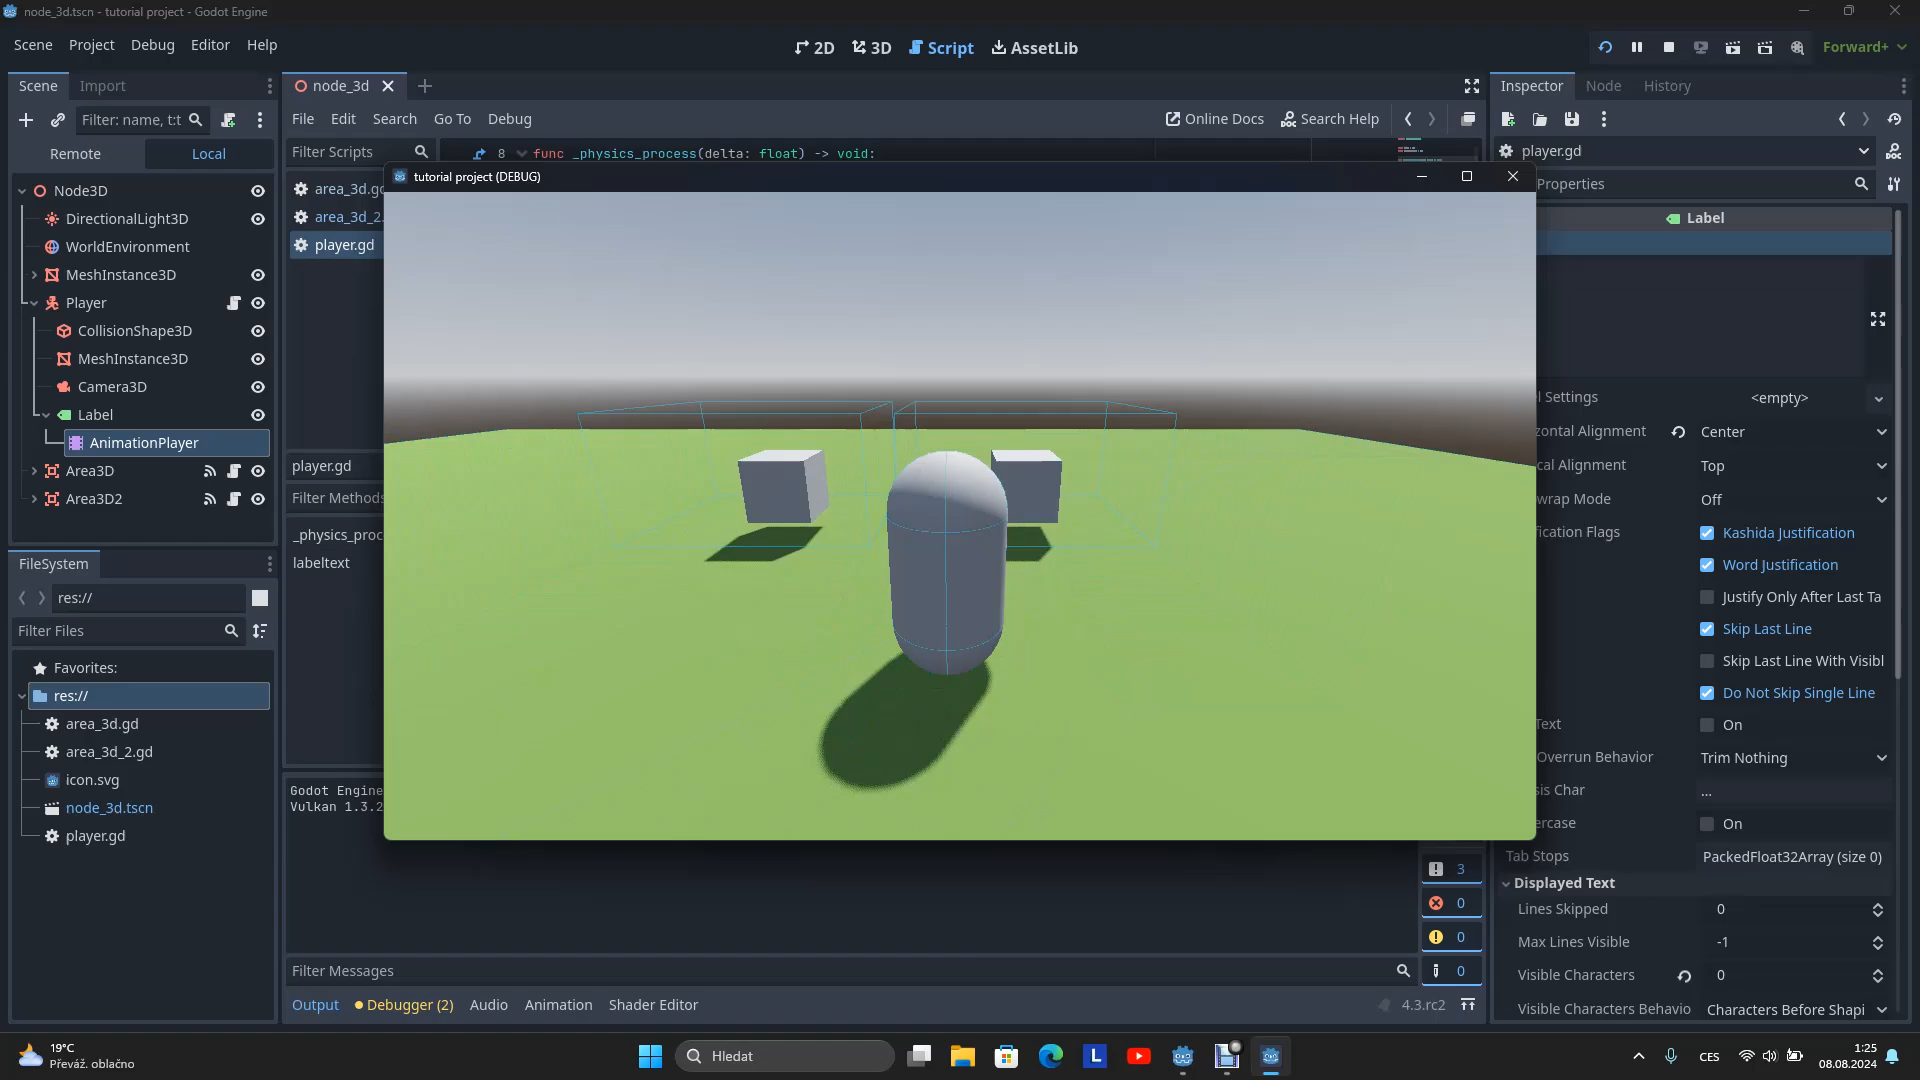 node_3d.tscn - tutorial project - Godot Engine
Scene Project Debug Editor Help
2D 3D Script AssetLib
Forward+
Scene Import
Filter: name, t:t
Remote Local
Node3D
DirectionalLight3D
WorldEnvironment
MeshInstance3D
Player
CollisionShape3D
MeshInstance3D
Camera3D
Label
AnimationPlayer
Area3D
Area3D2
FileSystem
res://
Filter Files
Favorites:
res://
area_3d.gd
area_3d_2.gd
icon.svg
node_3d.tscn
player.gd
node_3d
File Edit Search Go To Debug
Online Docs Search Help
Filter Scripts
8 func _physics_process(delta: float) -> void:
area_3d.gd
area_3d_2.
player.gd
player.gd
Filter Methods
_physics_proc
labeltext
tutorial project (DEBUG)
Godot Engine
Vulkan 1.3.2
3
0
0
0
Filter Messages
Output Debugger (2) Audio Animation Shader Editor
4.3.rc2
Inspector Node History
player.gd
Properties
Label
l Settings <empty>
zontal Alignment Center
cal Alignment Top
wrap Mode Off
ication Flags Kashida Justification
Word Justification
Justify Only After Last Ta
Skip Last Line
Skip Last Line With Visibl
Do Not Skip Single Line
Text On
Overrun Behavior Trim Nothing
sis Char ...
ercase On
Tab Stops PackedFloat32Array (size 0)
Displayed Text
Lines Skipped 0
Max Lines Visible -1
Visible Characters 0
Visible Characters Behavio Characters Before Shapi
19°C
Převáž. oblačno
Hledat
L
CES
1:25
08.08.2024